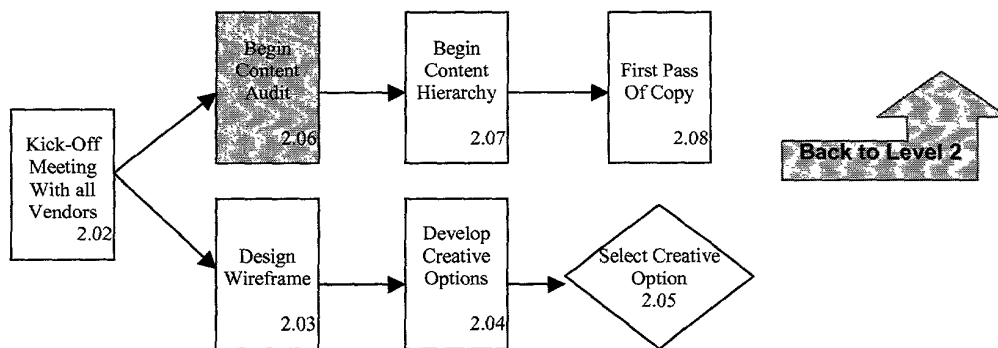 Kick-Off
Meeting
With all
Vendors
2.02
Begin
Content
Audit
2.06
Begin
Content
Hierarchy
2.07
First Pass
Of Copy
2.08
Back to Level 2
Design
Wireframe
2.03
Develop
Creative
Options
2.04
Select Creative
Option
2.05